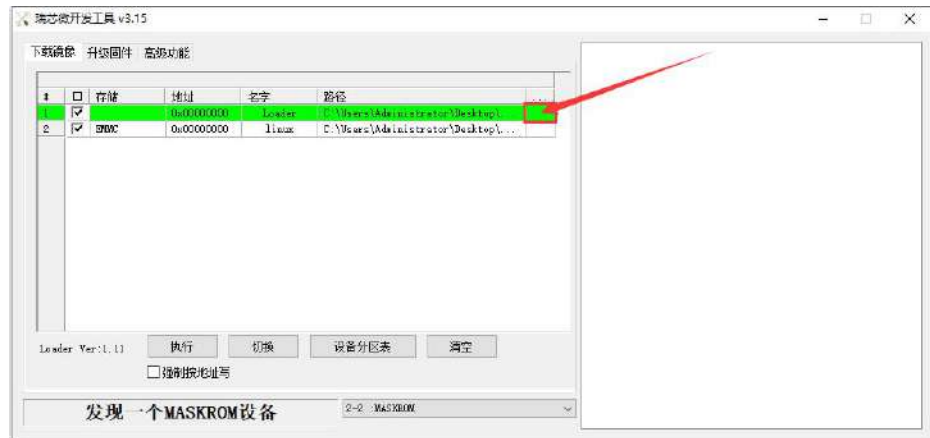 瑞芯微开发工具 v3.15
下载镜像 升级固件 高级功能
# 存储 地址 名字 路径 ...
1 0x00000000 Loader C:\Users\Administrator\Desktop\
2 EMMC 0x00000000 linux C:\Users\Administrator\Desktop\...
Loader Ver:1.11 执行 切换 设备分区表 清空
强制按地址写
发现一个MASKROM设备 2-2 :MASKROM